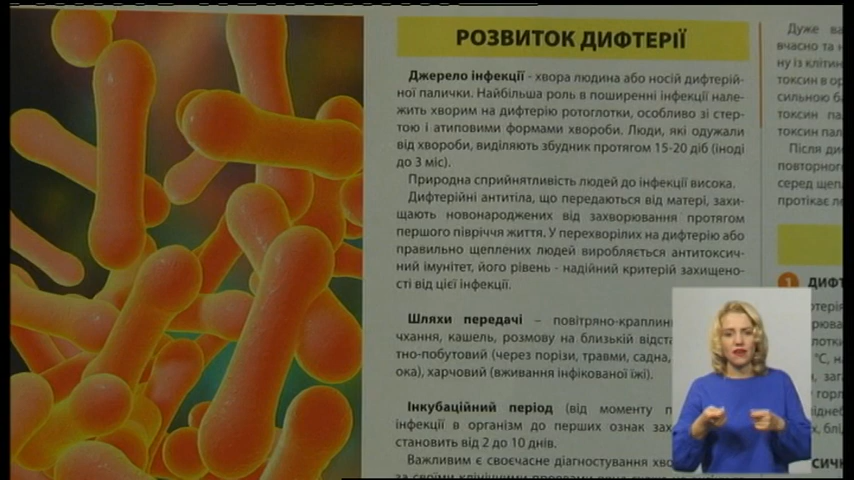 РОЗВИТОК ДИФТЕРІЇ
Джерело інфекції - хвора людина або носій дифтерій-
ної палички. Найбільша роль в поширенні інфекції нале-
жить хворим на дифтерію ротоглотки, особливо зі стер-
тою і атиповими формами хвороби. Люди, які одужали
від хвороби, виділяють збудник протягом 15-20 діб (іноді
до 3 міс).
Природна сприйнятливість людей до інфекції висока.
Дифтерійні антитіла, що передаються від матері, захи-
щають новонароджених від захворювання протягом
першого півріччя життя. У перехворілих на дифтерію або
правильно щеплених людей виробляється антитоксич-
ний імунітет, його рівень - надійний критерій захищено-
сті від цієї інфекції.
Шляхи передачі – повітряно-краплин
чхання, кашель, розмову на близькій відст
тно-побутовий (через порізи, травми, садна,
ока), харчовий (вживання інфікованої їжі).
Інкубаційний період (від моменту п
інфекції в організм до перших ознак зах
становить від 2 до 10 днів.
Важливим є своєчасне діагностування хво
Дуже ва
вчасно та н
ну із клітин
токсин в ор
сильною ба
токсин па
токсин пал
Після ди
повторного
серед щепл
протікає ле
1 ДИФТ